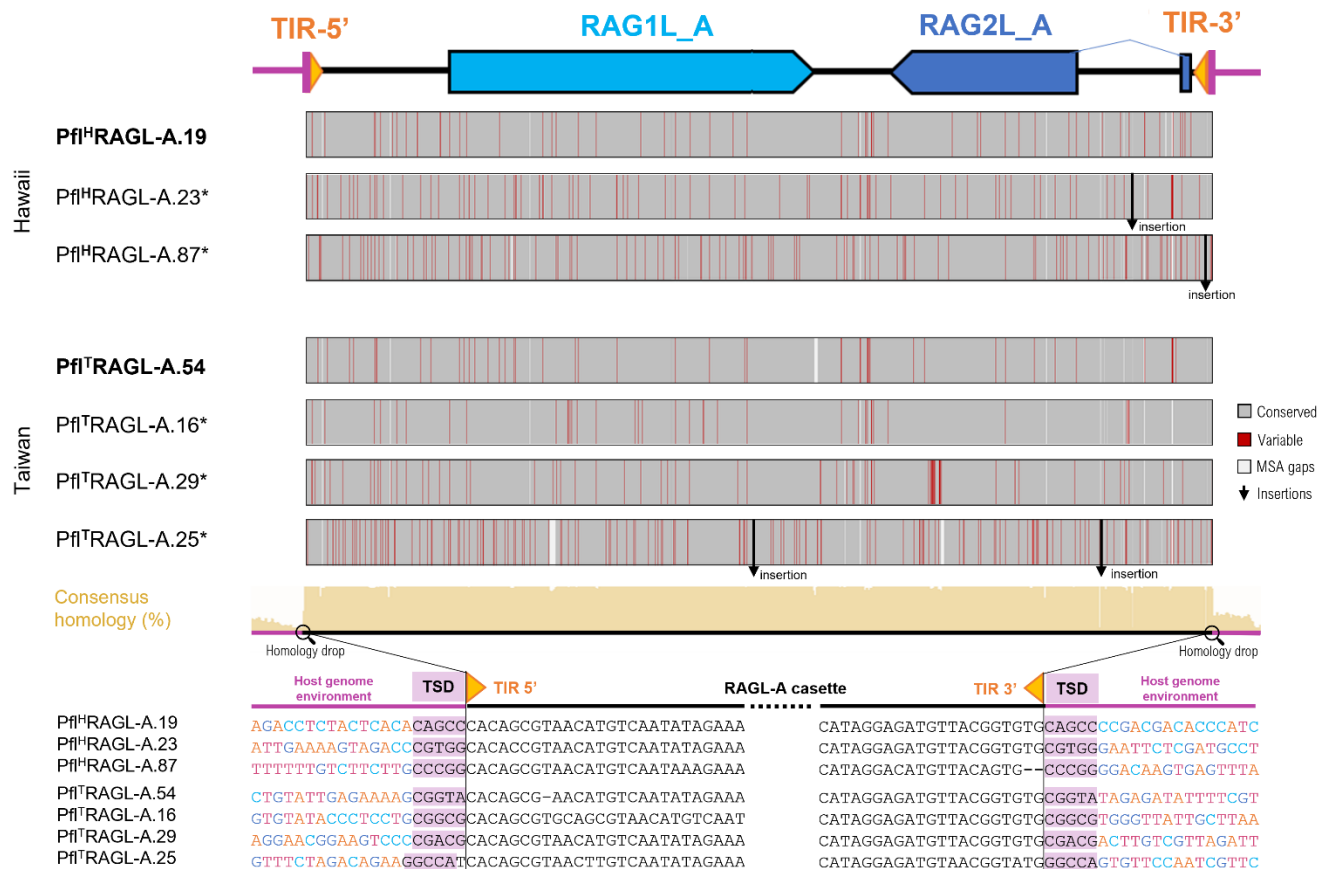 TIR-5’ RAG1L_A RAG2L_A TIR-3’
Hawaii
PflᴴRAGL-A.19
PflᴴRAGL-A.23*
insertion
PflᴴRAGL-A.87*
insertion
Taiwan
PflᵀRAGL-A.54
PflᵀRAGL-A.16*
PflᵀRAGL-A.29*
PflᵀRAGL-A.25*
insertion insertion
Conserved
Variable
MSA gaps
Insertions
Consensus
homology (%)
Homology drop Homology drop
Host genome
environment
TSD TIR 5’ RAGL-A casette TIR 3’ TSD
Host genome
environment
PflᴴRAGL-A.19 AGACCTCTACTCACACAGCCCACAGCGTAACATGTCAATATAGAAA CATAGGAGATGTTACGGTGTGCAGCCCCGACGACACCCATC
PflᴴRAGL-A.23 ATTGAAAAGTAGACCCGTGGCACACCGTAACATGTCAATATAGAAA CATAGGAGATGTTACGGTGTGCGTGGGAATTCTCGATGCCT
PflᴴRAGL-A.87 TTTTTTGTCTTCTTGCCCGGCACAGCGTAACATGTCAATAAAGAAA CATAGGACATGTTACAGTG--CCCGGGGACAAGTGAGTTTA
PflᵀRAGL-A.54 CTGTATTGAGAAAAGCGGTACACAGCG-AACATGTCAATATAGAAA CATAGGAGATGTTACGGTGTGCGGTATAGAGATATTTTCGT
PflᵀRAGL-A.16 GTGTATACCCTCCTGCGGCGCACAGCGTGCAGCGTAACATGTCAAT CATAGGAGATGTTACGGTGTGCGGCGTGGGTTATTGCTTAA
PflᵀRAGL-A.29 AGGAACGGAAGTCCCCGACGCACAGCGTAACATGTCAATATAGAAA CATAGGAGATGTTACGGTGTGCGACGACTTGTCGTTAGATT
PflᵀRAGL-A.25 GTTTCTAGACAGAAGGCCATCACAGCGTAACTTGTCAATATAGAAA CATAGGAGATGTAACGGTATGGGCCAGTGTTCCAATCGTTC